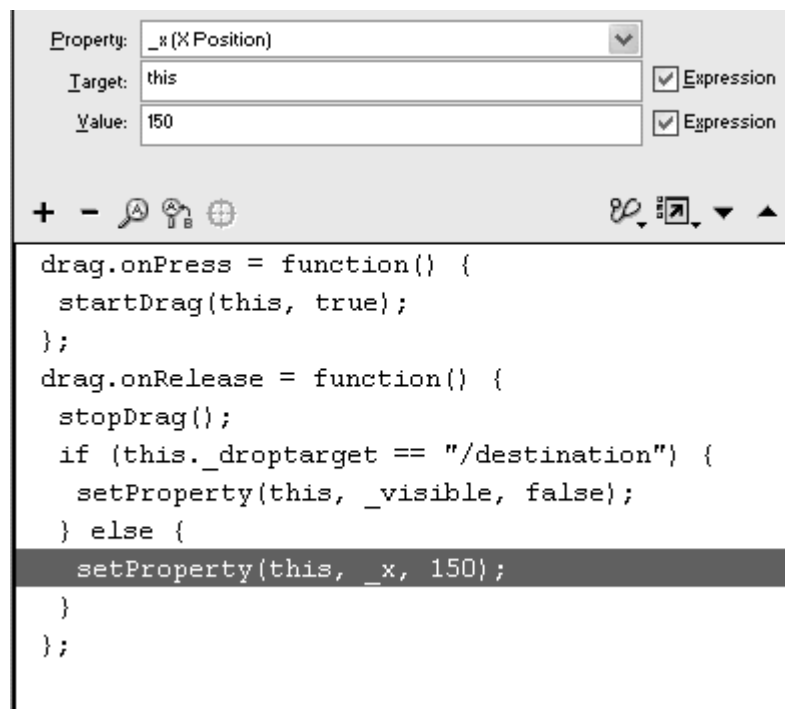 Property: _x (X Position)
Target: this Expression
Value: 150 Expression
drag.onPress = function() {
startDrag(this, true);
};
drag.onRelease = function() {
stopDrag();
if (this._droptarget == "/destination") {
setProperty(this, _visible, false);
} else {
setProperty(this, _x, 150);
}
};